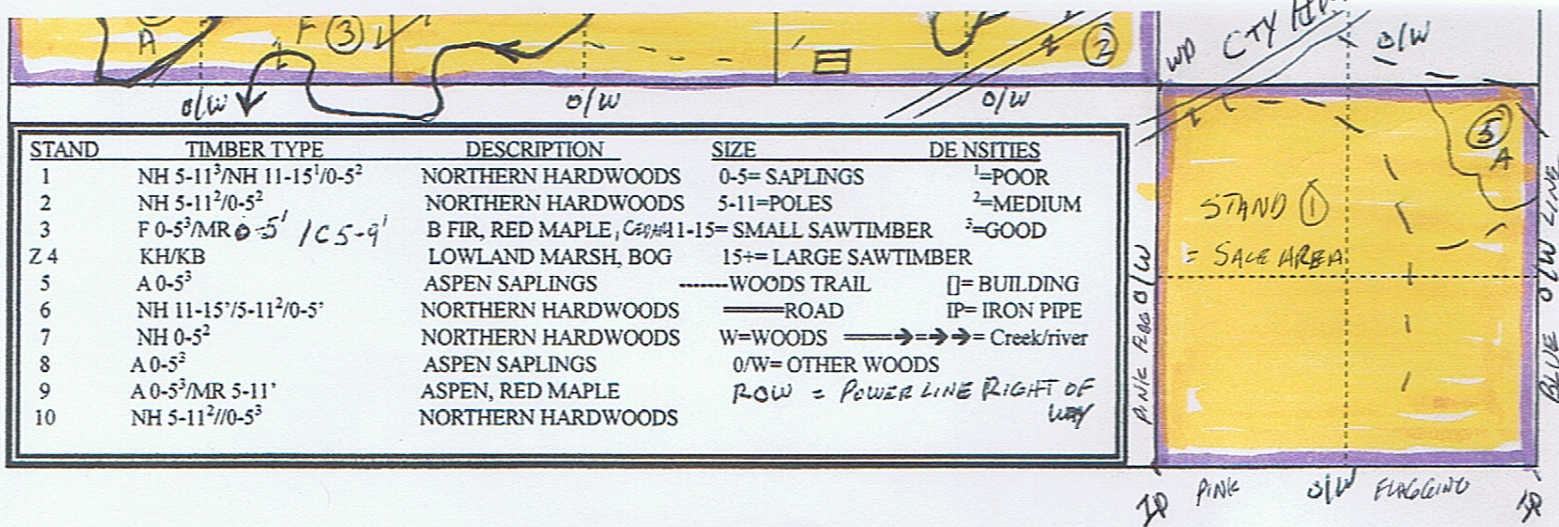 A
F ③
②
WP CTY
O/W
O/W
O/W
O/W
STAND TIMBER TYPE DESCRIPTION SIZE DE NSITIES
1 NH 5-11³/NH 11-15¹/0-5² NORTHERN HARDWOODS 0-5= SAPLINGS ¹=POOR
2 NH 5-11²/0-5² NORTHERN HARDWOODS 5-11=POLES ²=MEDIUM
3 F 0-5³/MR 0-5¹ /C 5-9¹ B FIR, RED MAPLE, 11-15= SMALL SAWTIMBER ³=GOOD
Z 4 KH/KB LOWLAND MARSH, BOG 15+= LARGE SAWTIMBER
5 A 0-5³ ASPEN SAPLINGS -------WOODS TRAIL []= BUILDING
6 NH 11-15'/5-11²/0-5' NORTHERN HARDWOODS ═══ROAD IP= IRON PIPE
7 NH 0-5² NORTHERN HARDWOODS W=WOODS ═══➔=➔➔= Creek/river
8 A 0-5³ ASPEN SAPLINGS 0/W= OTHER WOODS
9 A 0-5³/MR 5-11' ASPEN, RED MAPLE ROW = POWER LINE RIGHT OF
WAY
10 NH 5-11²//0-5³ NORTHERN HARDWOODS
⑤
A
STAND ①
= SALE AREA
PINK FLAGG O/W
BLUE O/W LINE
IP PINK O/W FLAGGING IP